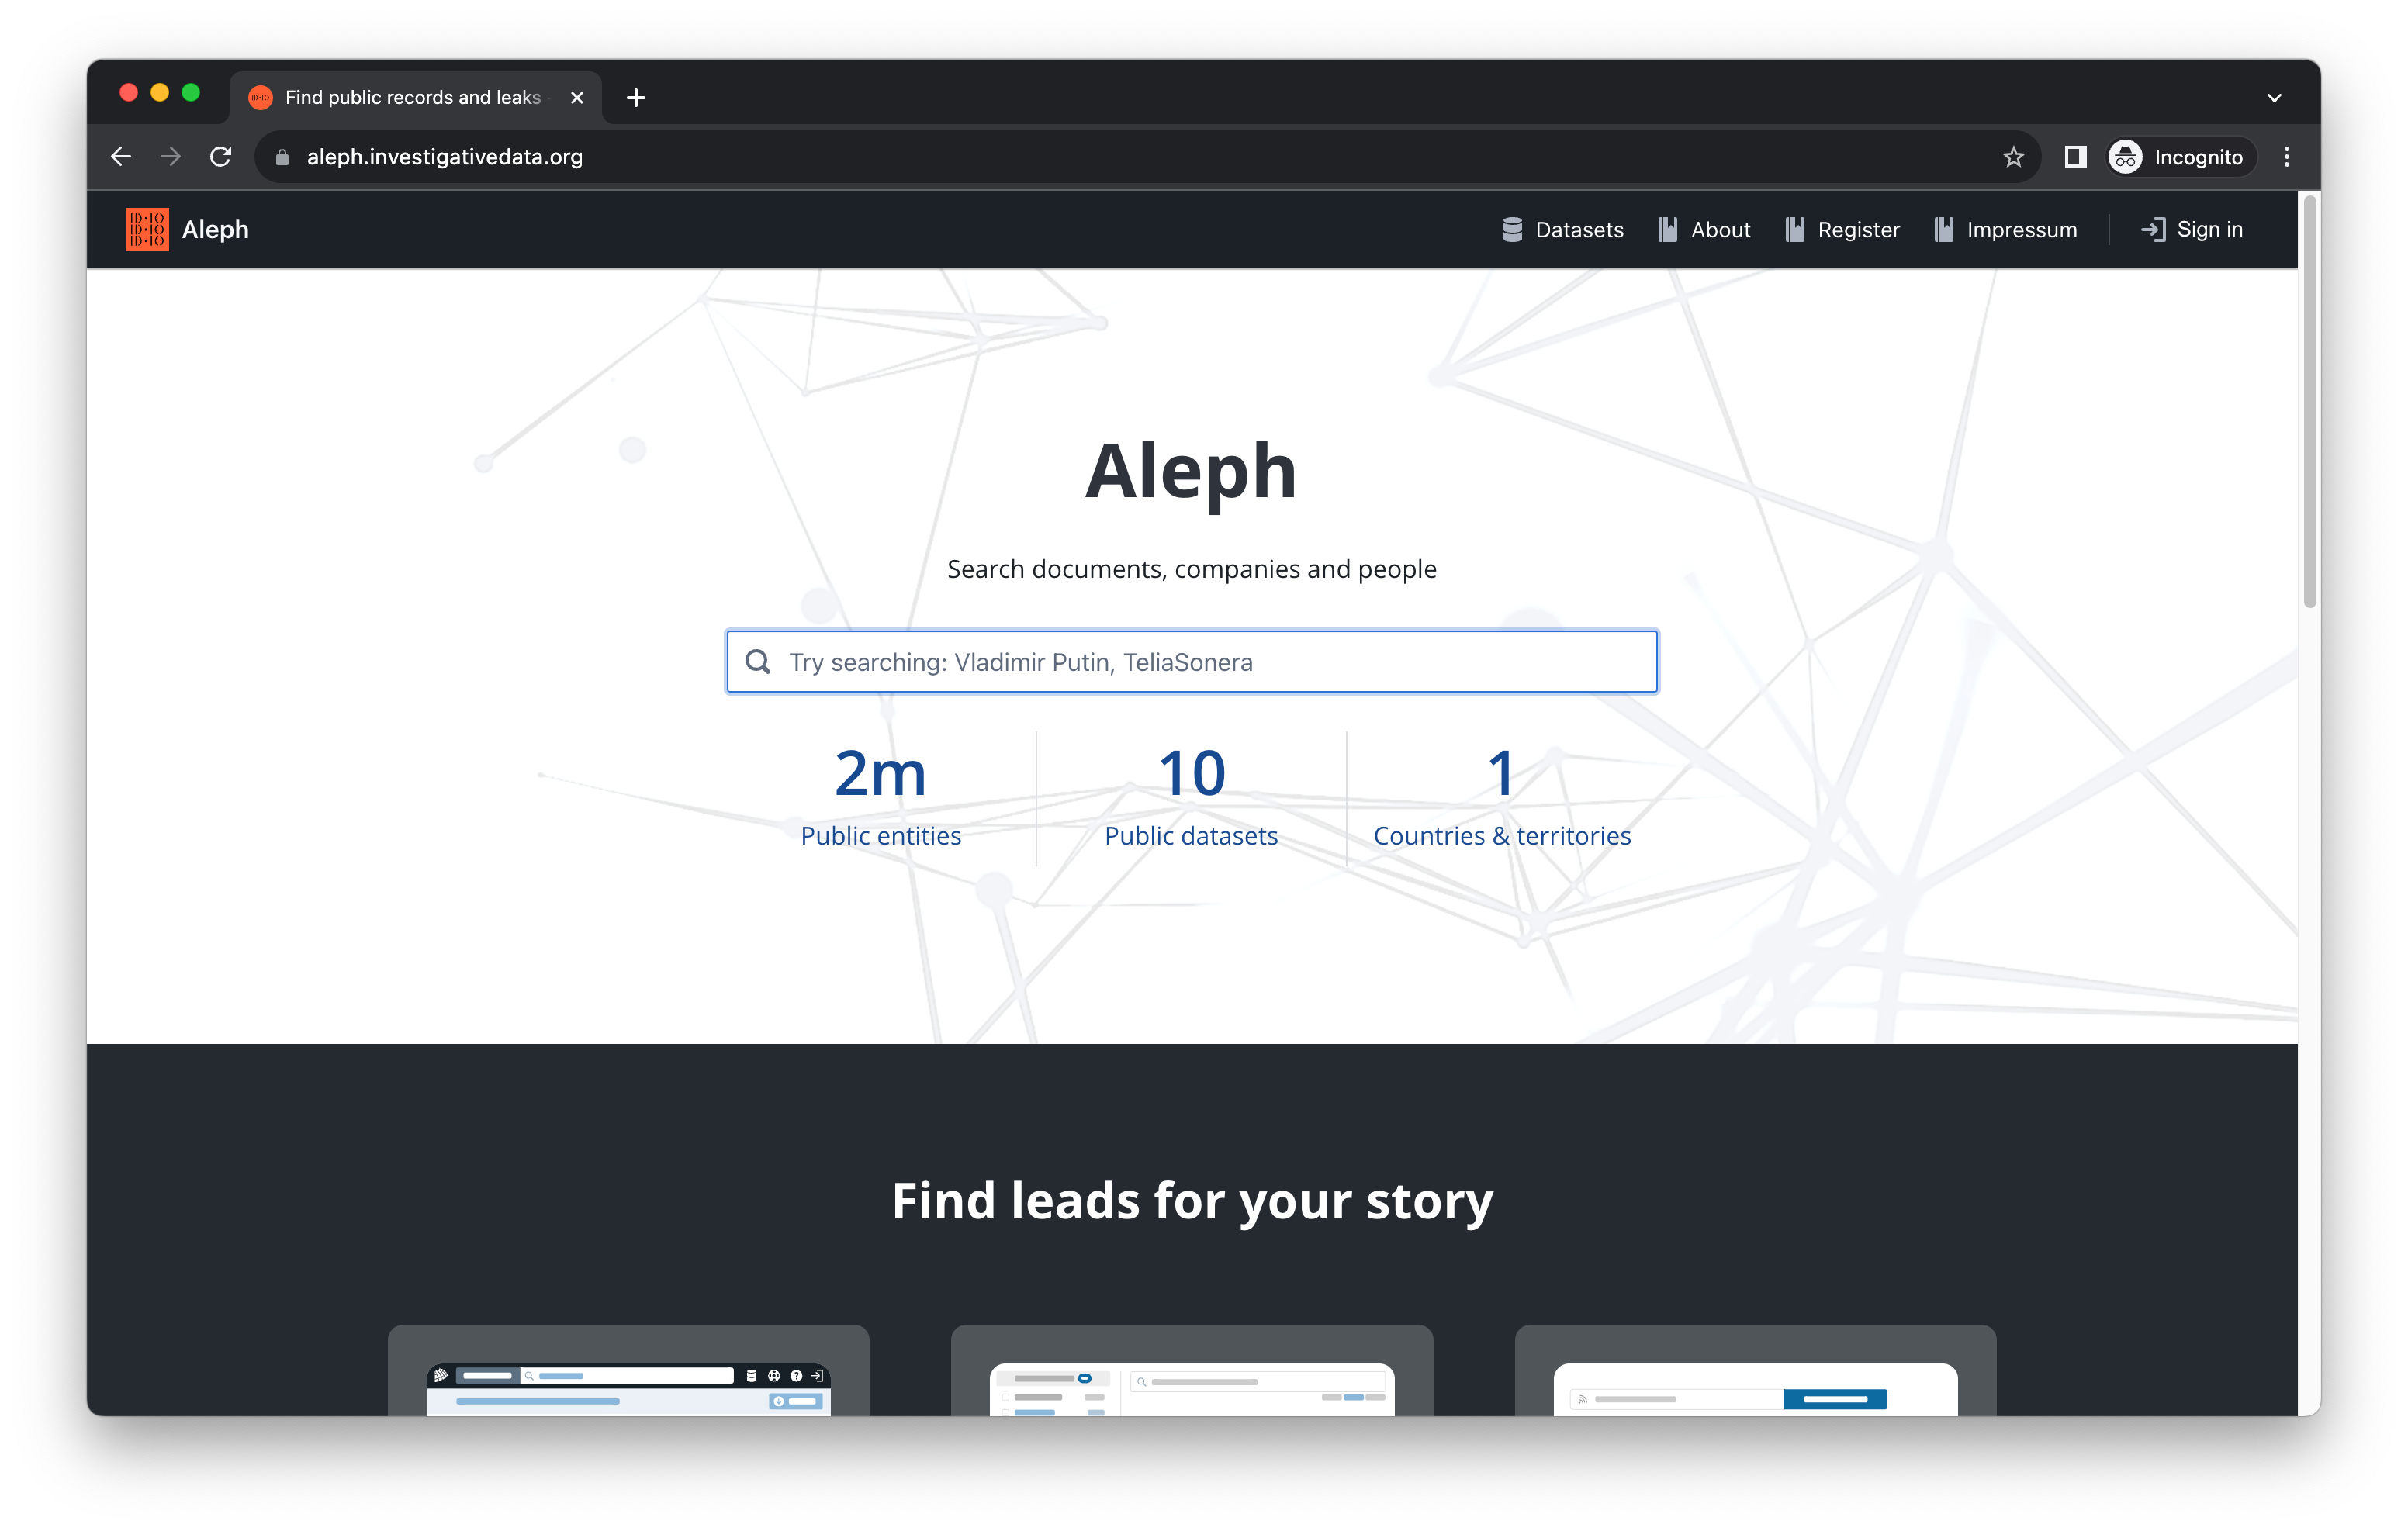 Find public records and leaks
aleph.investigativedata.org
Incognito
Aleph
Datasets
About
Register
Impressum
Sign in
Aleph
Search documents, companies and people
Try searching: Vladimir Putin, TeliaSonera
2m
10
1
Public entities
Public datasets
Countries & territories
Find leads for your story